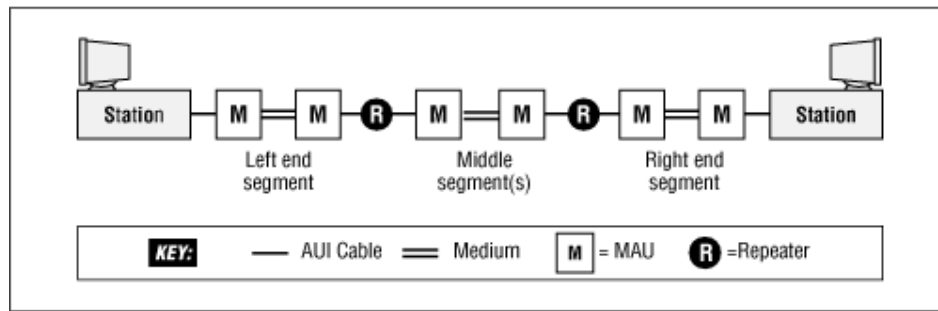 Station M M R M M R M M Station
Left end
segment
Middle
segment(s)
Right end
segment
KEY: AUI Cable Medium M = MAU R =Repeater